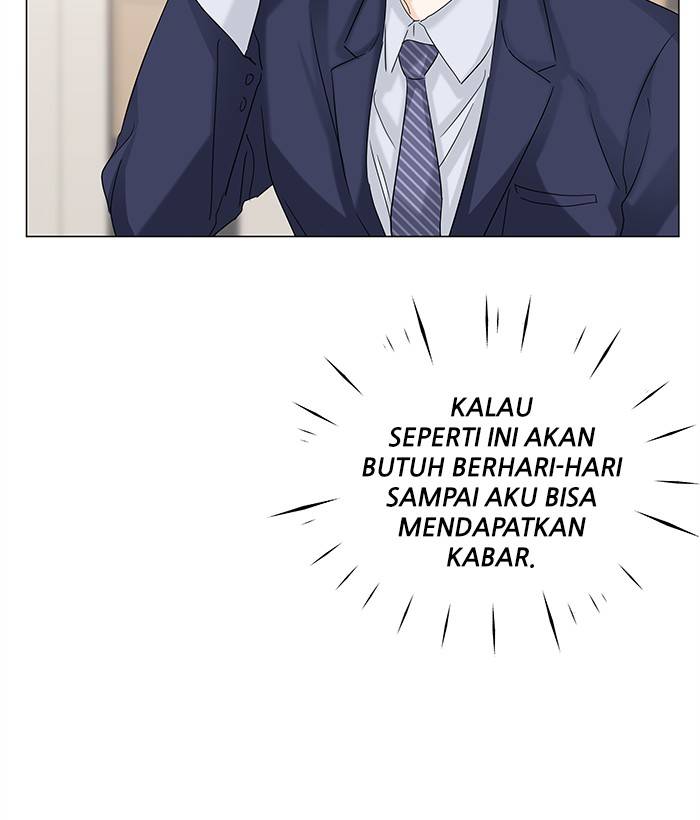 KALAU
SEPERTI INI AKAN
BUTUH BERHARI-HARI
SAMPAI AKU BISA
MENDAPATKAN
KABAR.